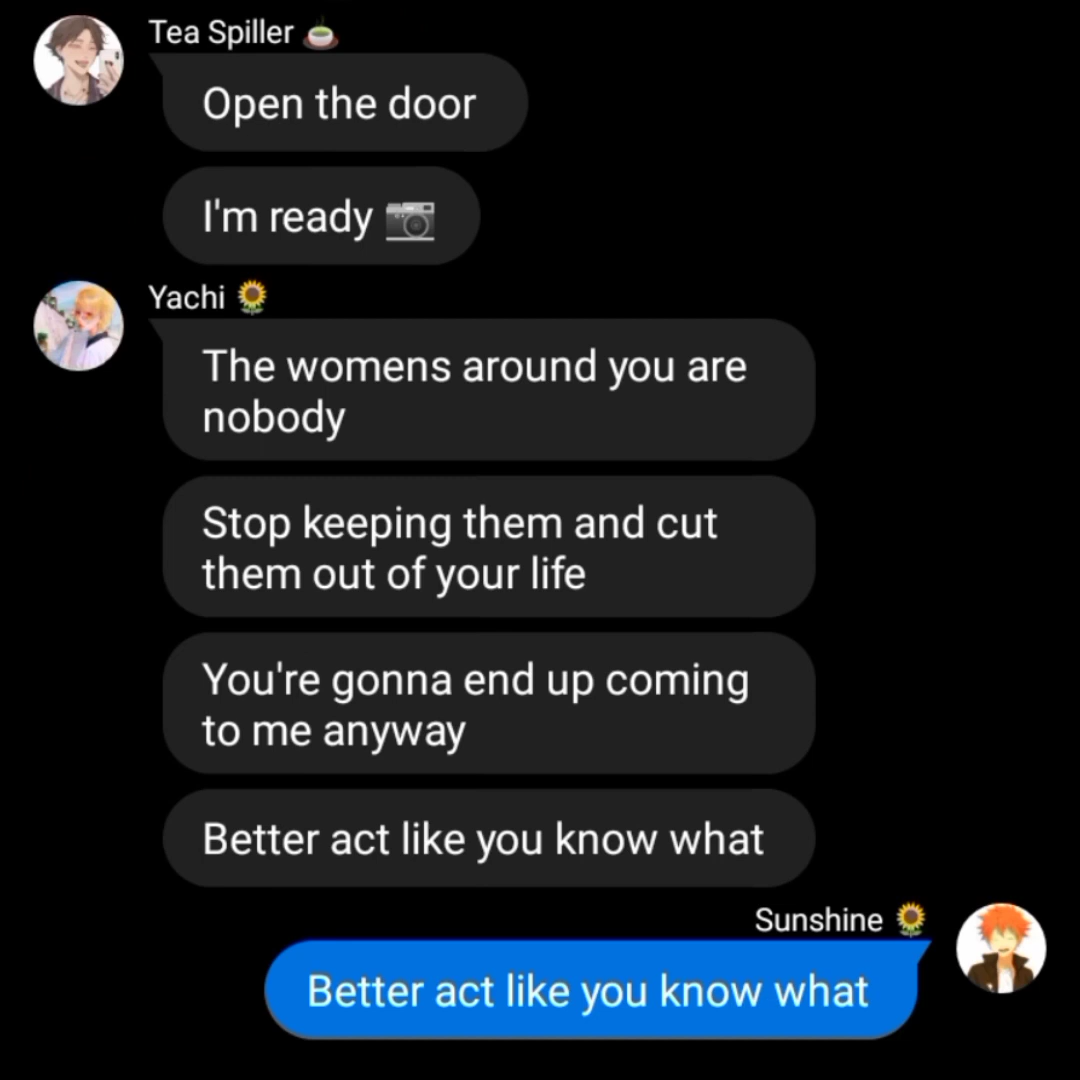 Tea Spiller 🍵
Open the door
I'm ready 📷
Yachi 🌻
The womens around you are
nobody
Stop keeping them and cut
them out of your life
You're gonna end up coming
to me anyway
Better act like you know what
Sunshine 🌻
Better act like you know what